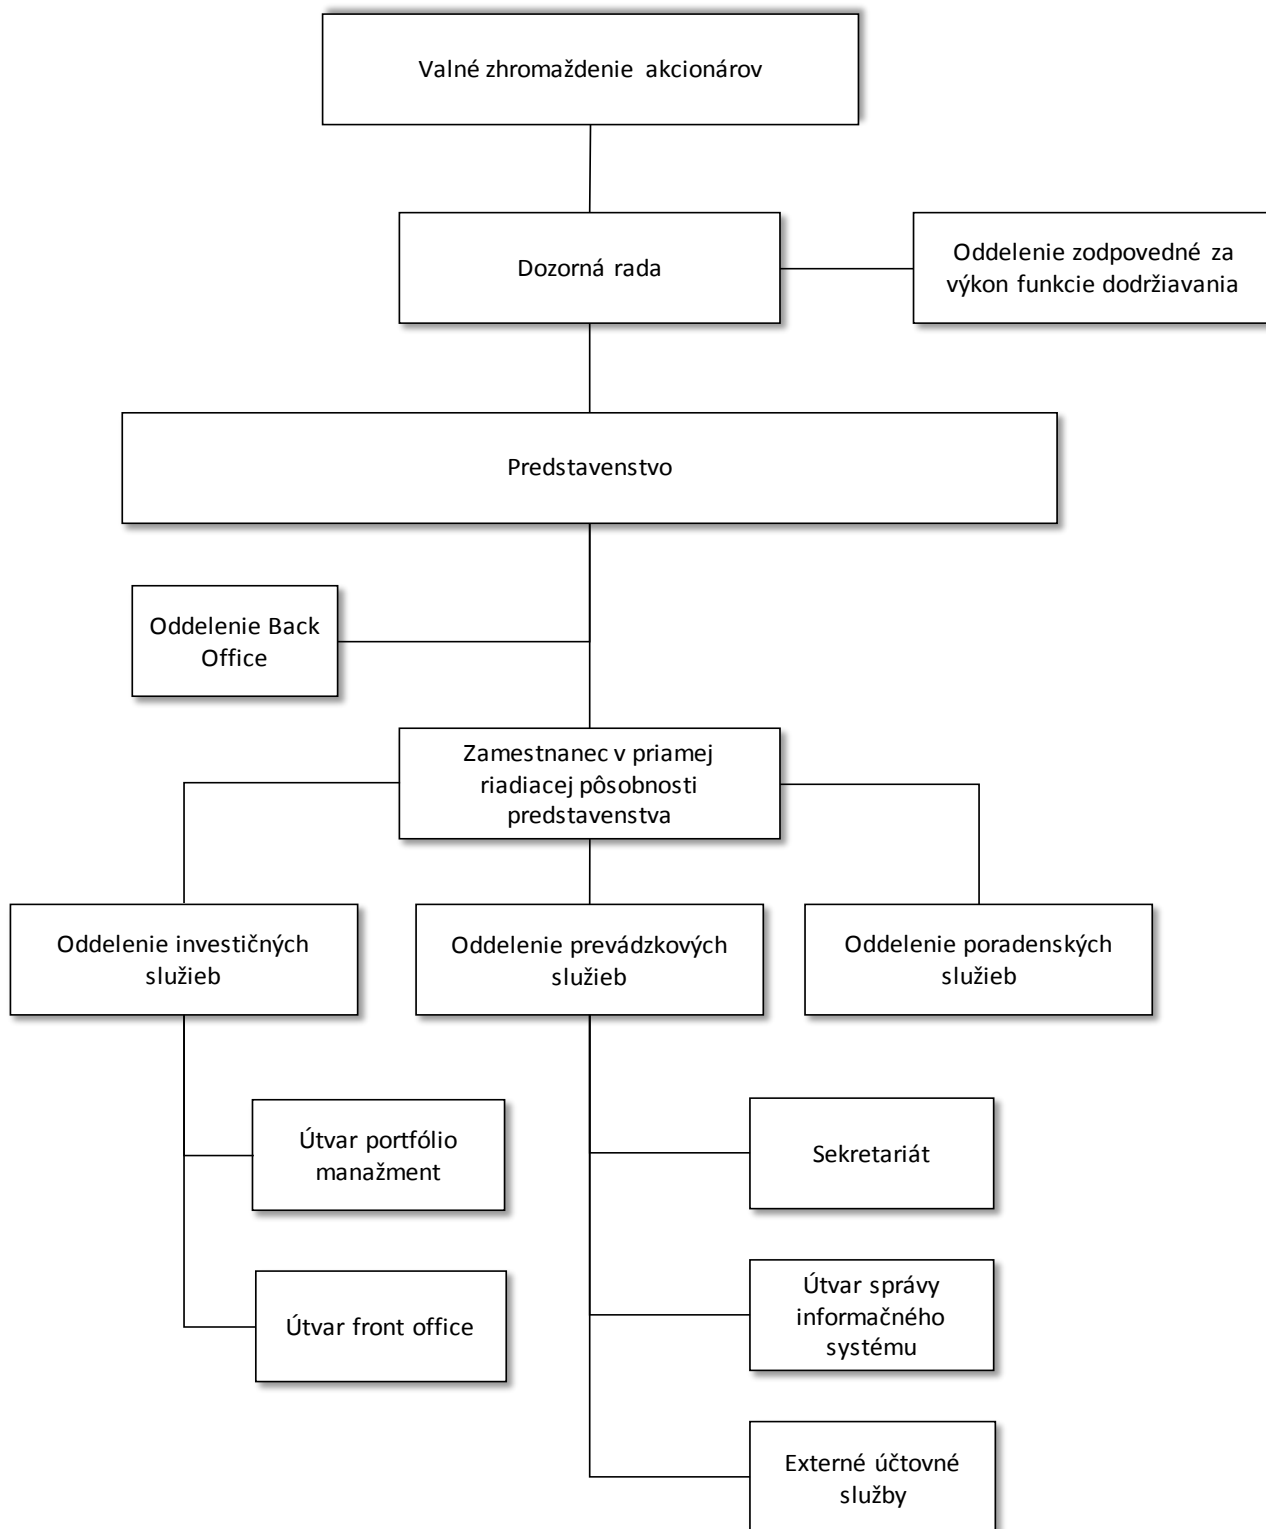 Valné zhromaždenie akcionárov
Dozorná rada
Oddelenie zodpovedné za
výkon funkcie dodržiavania
Predstavenstvo
Oddelenie Back
Office
Zamestnanec v priamej
riadiacej pôsobnosti
predstavenstva
Oddelenie investičných
služieb
Oddelenie prevádzkových
služieb
Oddelenie poradenských
služieb
Útvar portfólio
manažment
Útvar front office
Sekretariát
Útvar správy
informačného
systému
Externé účtovné
služby